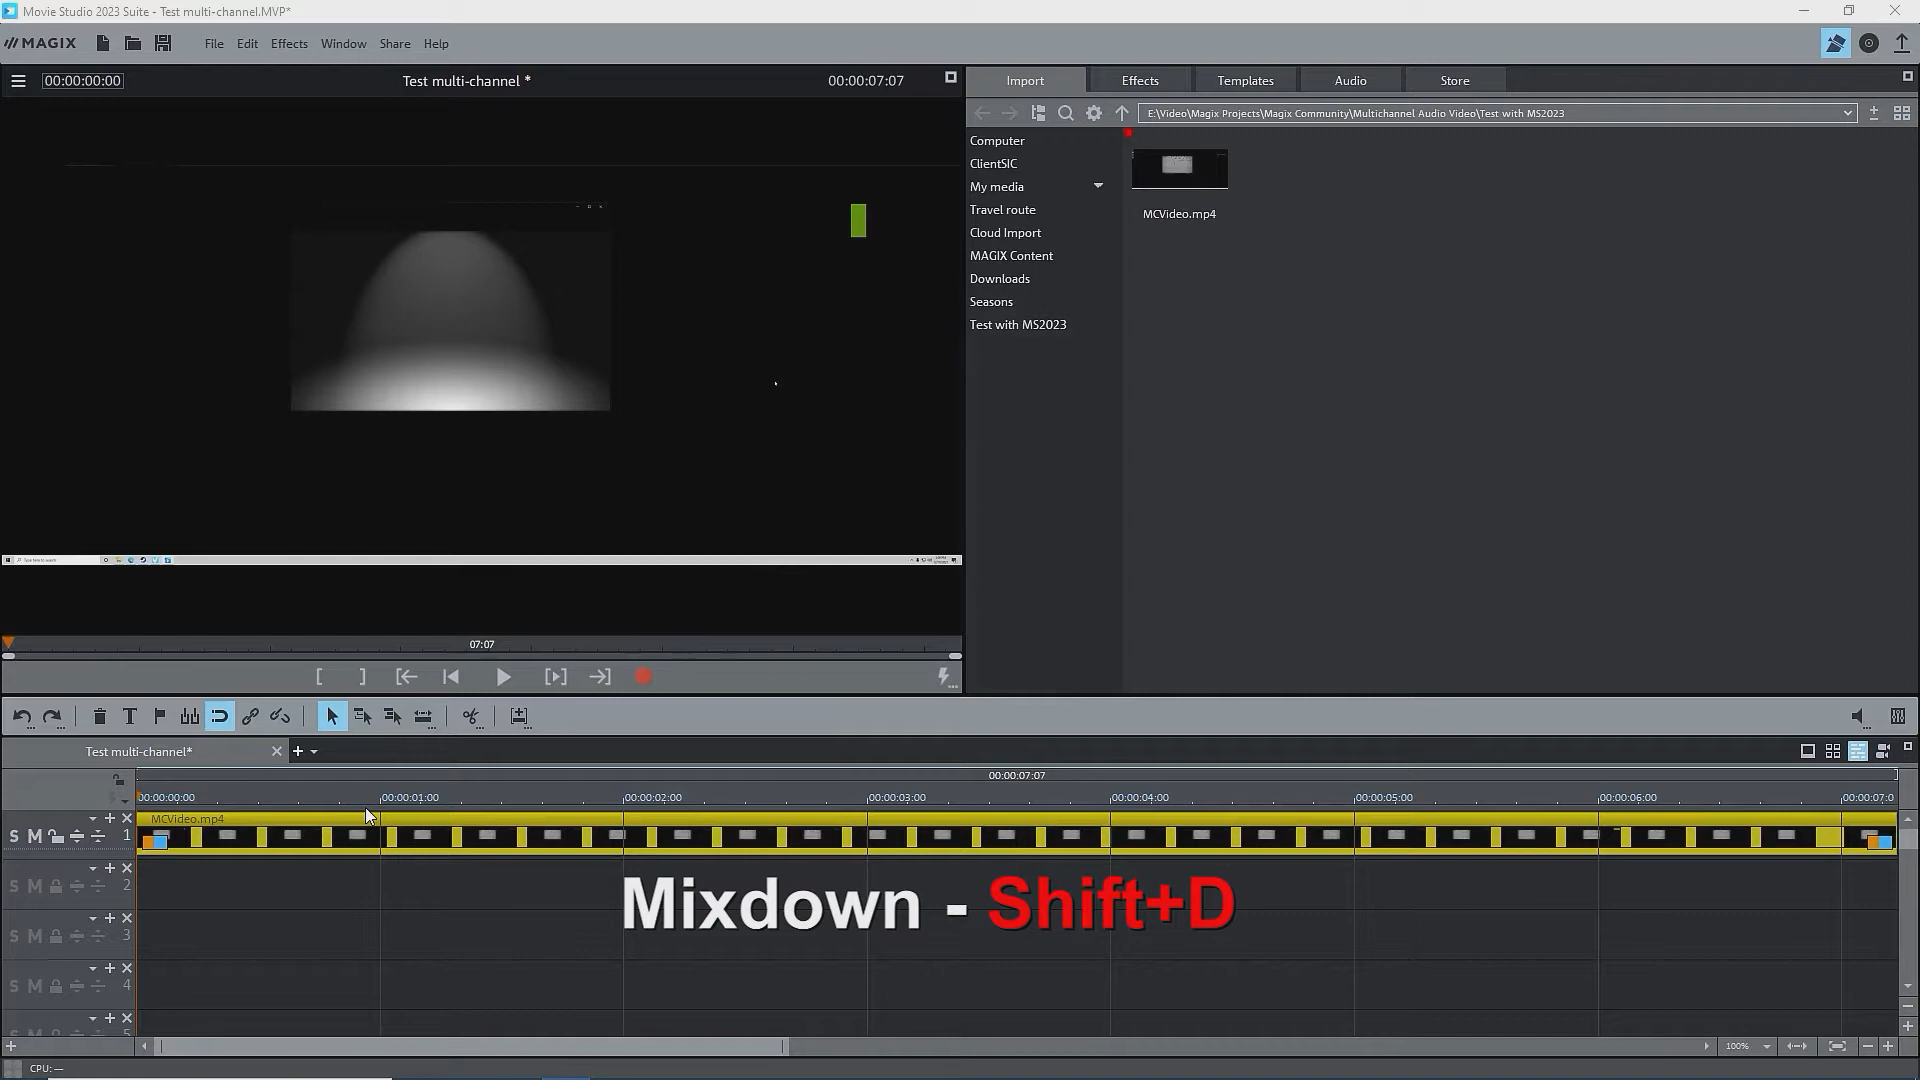 Movie Studio 2023 Suite - Test multi-channel.MVP*
MAGIX
File Edit Effects Window Share Help
00:00:00:00
Test multi-channel *
00:00:07:07
Import
Effects
Templates
Audio
Store
E:\Video\Magix Projects\Magix Community\Multichannel Audio Video\Test with MS2023
Computer
ClientSIC
My media
Travel route
Cloud Import
MAGIX Content
Downloads
Seasons
Test with MS2023
MCVideo.mp4
07:07
Test multi-channel*
00:00:07:07
00:00:00:00 00:00:01:00 00:00:02:00 00:00:03:00 00:00:04:00 00:00:05:00 00:00:06:00 00:00:07:0
MCVideo.mp4
S M 1
S M 2
S M 3
S M 4
S M 5
Mixdown - Shift+D
100%
CPU: —